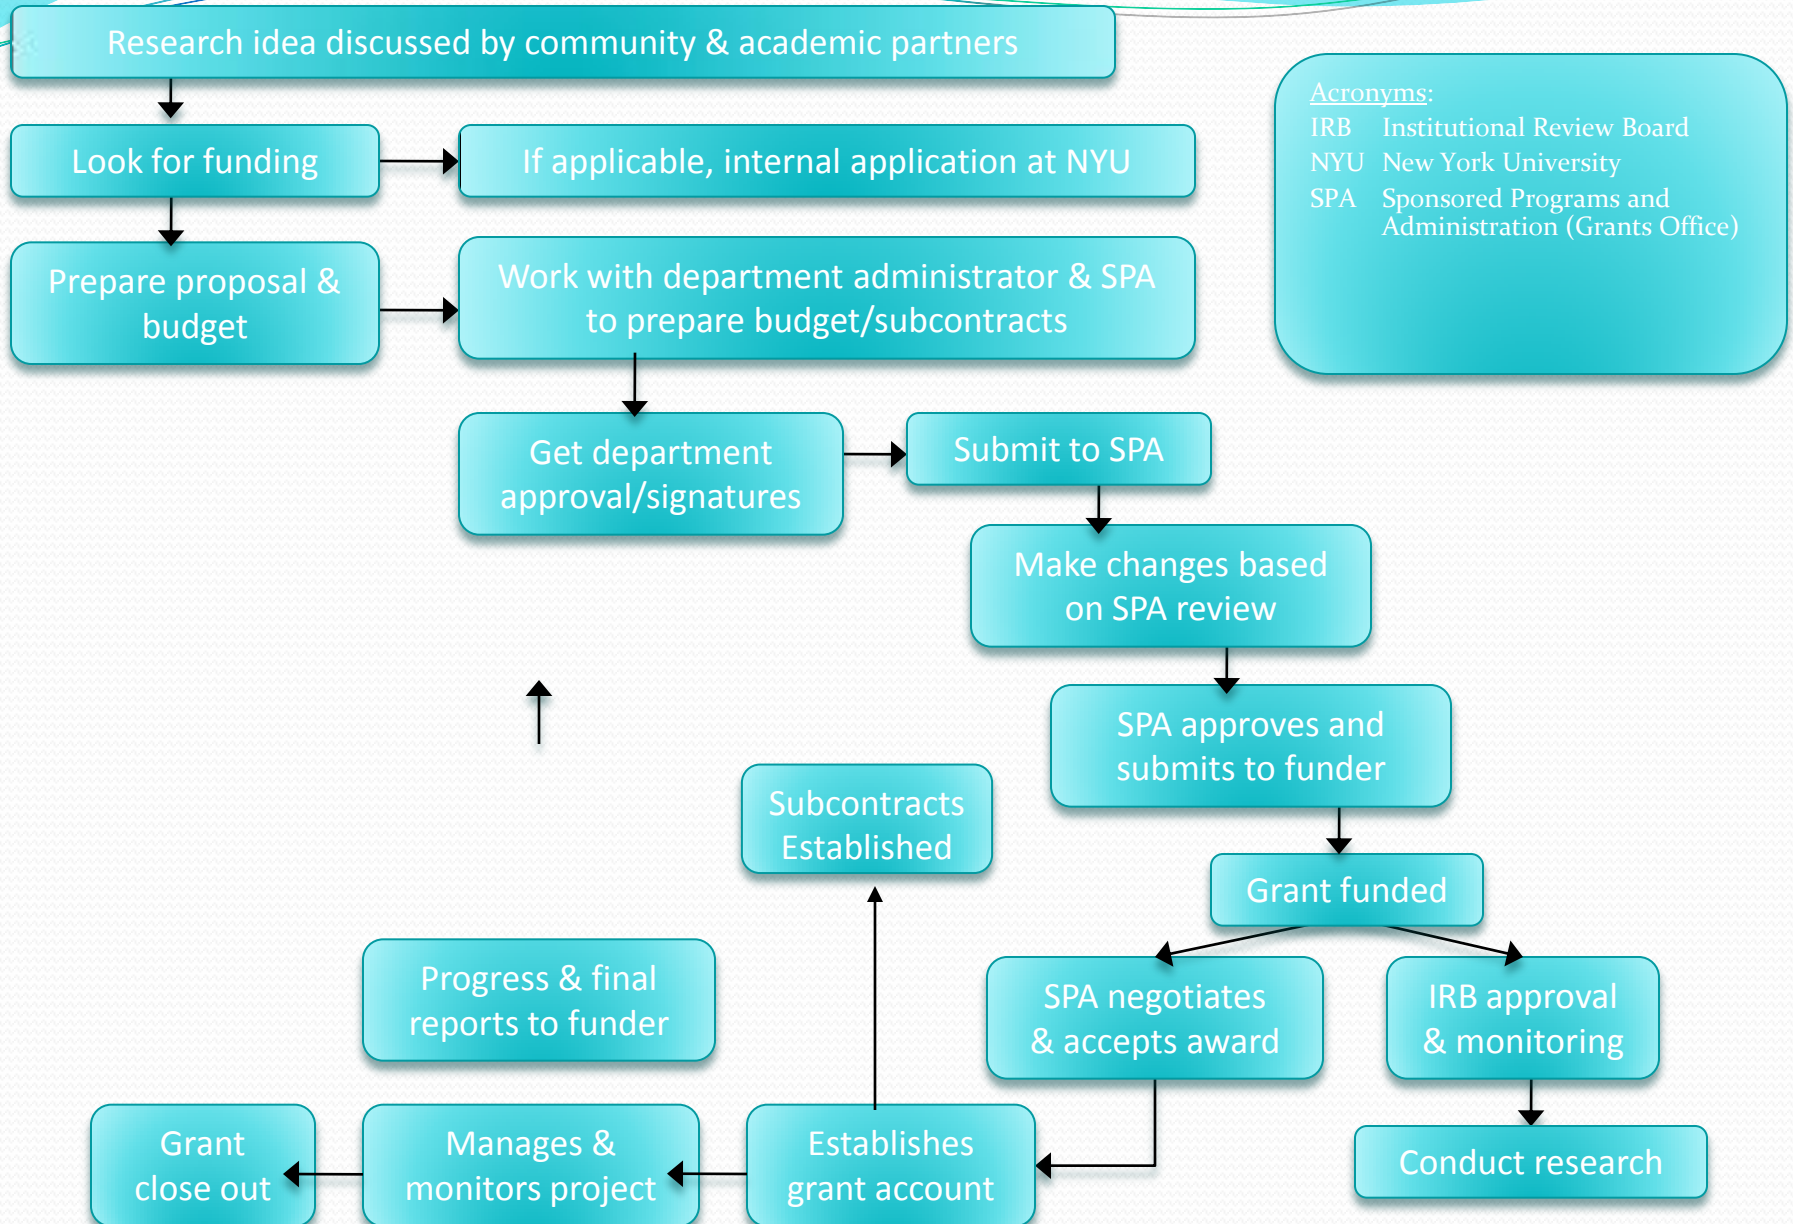 Research idea discussed by community & academic partners
Acronyms:
IRB Institutional Review Board
NYU New York University
SPA Sponsored Programs and
Administration (Grants Office)
Look for funding
If applicable, internal application at NYU
Prepare proposal &
budget
Work with department administrator & SPA
to prepare budget/subcontracts
Get department
approval/signatures
Submit to SPA
Make changes based
on SPA review
SPA approves and
submits to funder
Subcontracts
Established
Grant funded
Progress & final
reports to funder
SPA negotiates
& accepts award
IRB approval
& monitoring
Grant
close out
Manages &
monitors project
Establishes
grant account
Conduct research